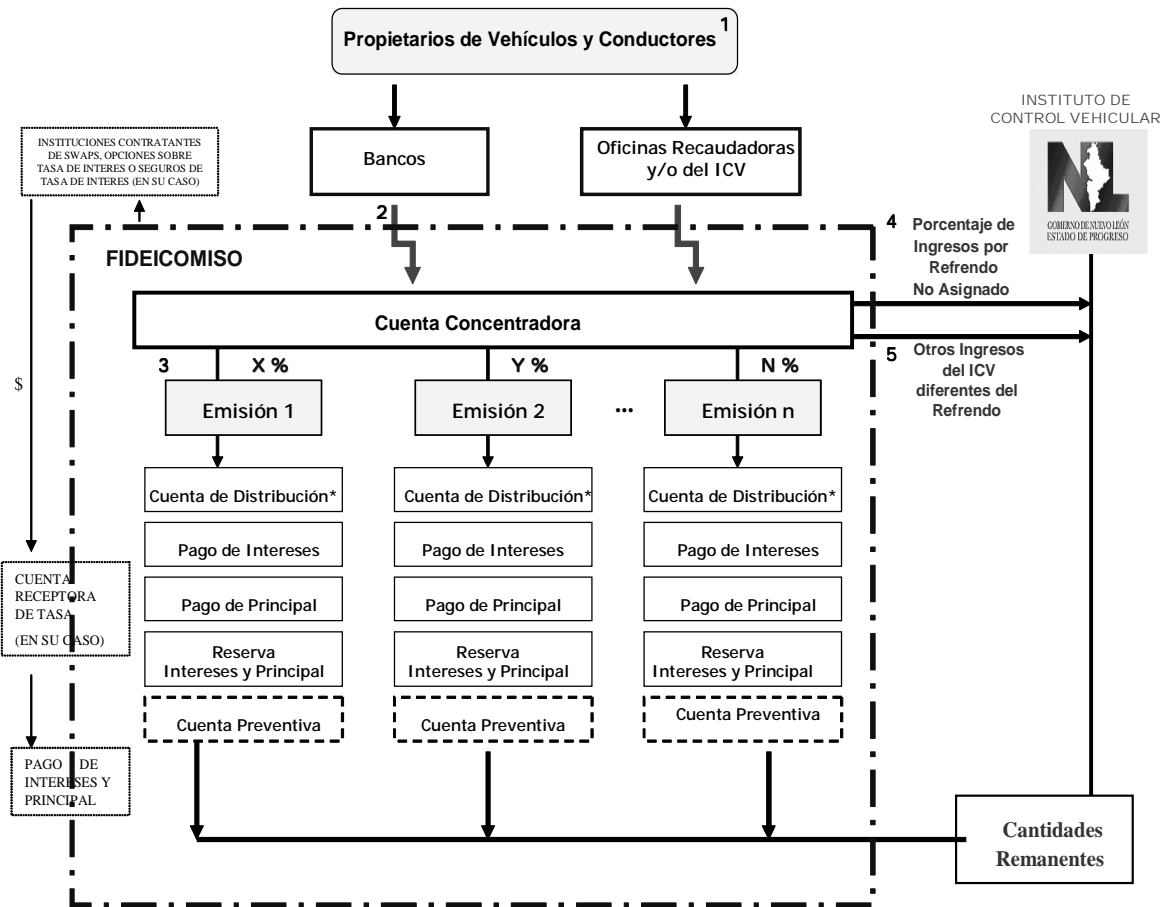 Propietarios de Vehículos y Conductores 1
INSTITUTO DE
CONTROL VEHICULAR
INSTITUCIONES CONTRATANTES
DE SWAPS, OPCIONES SOBRE
TASA DE INTERES O SEGUROS DE
TASA DE INTERES (EN SU CASO)
Bancos
Oficinas Recaudadoras
y/o del ICV
NL
GOBIERNO DE NUEVO LEÓN
ESTADO DE PROGRESO
2
4
Porcentaje de
Ingresos por
Refrendo
No Asignado
FIDEICOMISO
Cuenta Concentradora
5
Otros Ingresos
del ICV
diferentes del
Refrendo
3
X %
Y %
N %
$
Emisión 1
Emisión 2
...
Emisión n
Cuenta de Distribución*
Cuenta de Distribución*
Cuenta de Distribución*
Pago de Intereses
Pago de Intereses
Pago de Intereses
CUENTA
RECEPTORA
DE TASA
(EN SU CASO)
Pago de Principal
Pago de Principal
Pago de Principal
Reserva
Intereses y Principal
Reserva
Intereses y Principal
Reserva
Intereses y Principal
Cuenta Preventiva
Cuenta Preventiva
Cuenta Preventiva
PAGO DE
INTERESES Y
PRINCIPAL
Cantidades
Remanentes